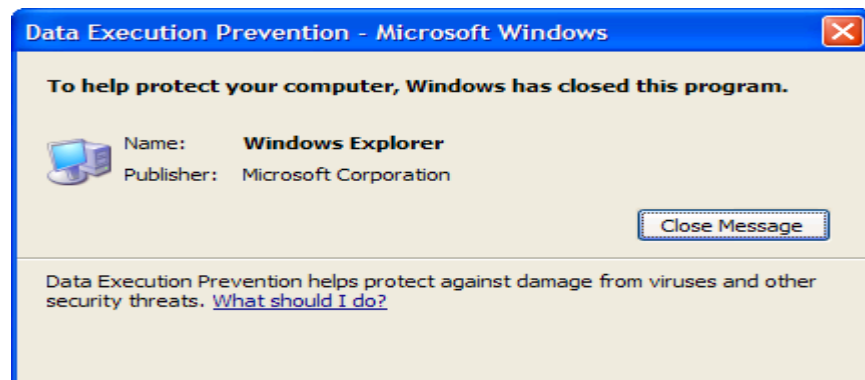 Data Execution Prevention - Microsoft Windows
To help protect your computer, Windows has closed this program.
Name: Windows Explorer
Publisher: Microsoft Corporation
Close Message
Data Execution Prevention helps protect against damage from viruses and other
security threats. What should I do?